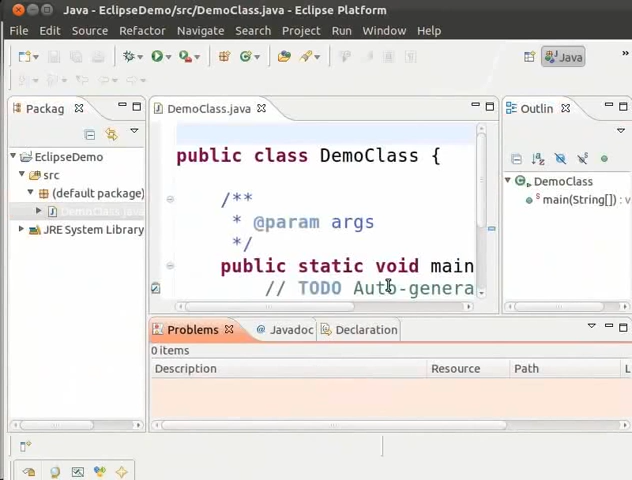 Java - EclipseDemo/src/DemoClass.java - Eclipse Platform
File Edit Source Refactor Navigate Search Project Run Window Help
Java
Packag
DemoClass.java
Outlin
EclipseDemo
src
(default package)
DemoClass.java
JRE System Library
public class DemoClass {
/**
* @param args
*/
public static void main
// TODO Auto-genera
DemoClass
main(String[]) :
Problems Javadoc Declaration
0 items
Description Resource Path L